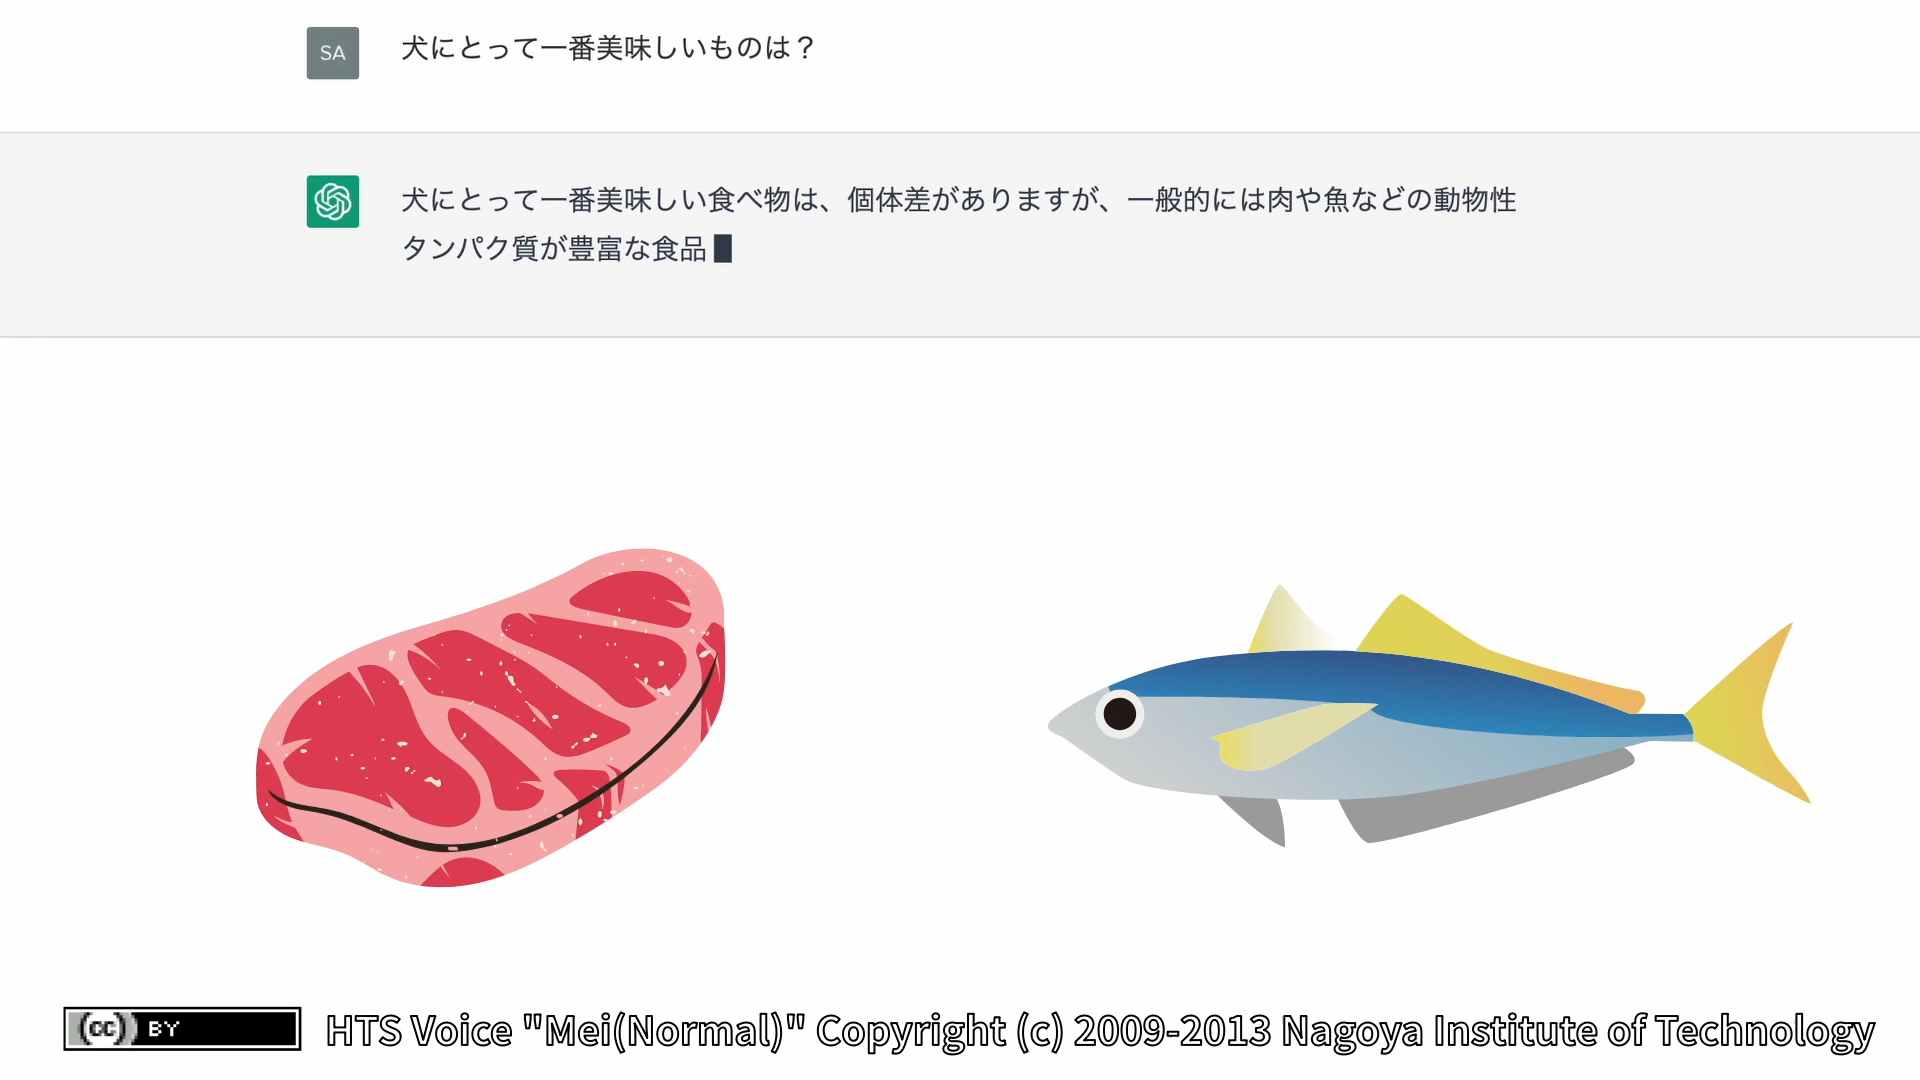 SA
犬にとって一番美味しいものは？
犬にとって一番美味しい食べ物は、個体差がありますが、一般的には肉や魚などの動物性
タンパク質が豊富な食品
(cc) BY
HTS Voice "Mei(Normal)" Copyright (c) 2009-2013 Nagoya Institute of Technology